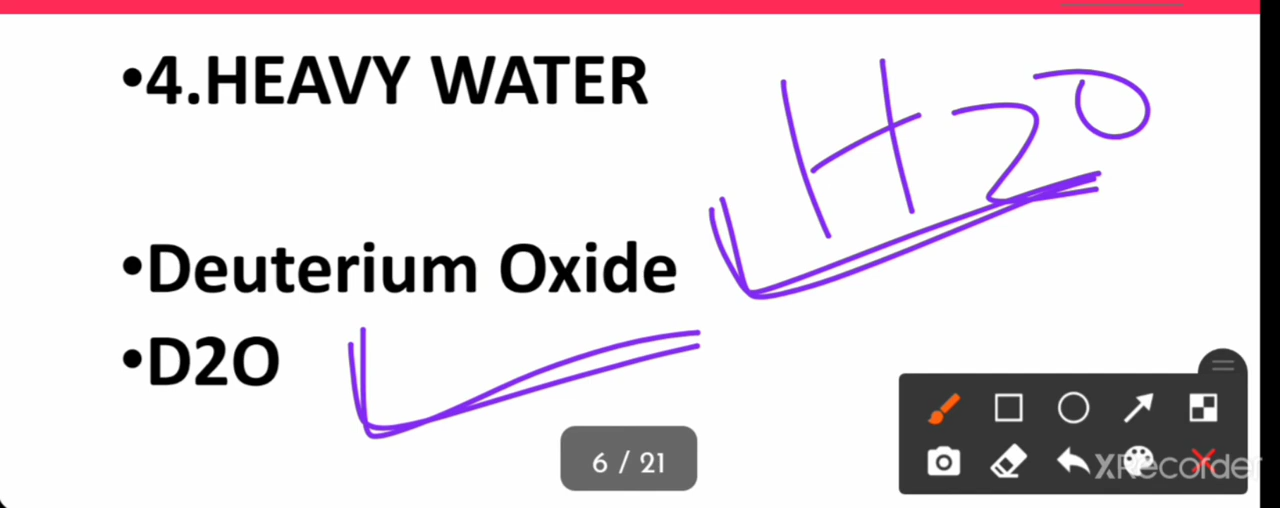 •4.HEAVY WATER
H2O
•Deuterium Oxide
•D2O
6 / 21
XRecorder